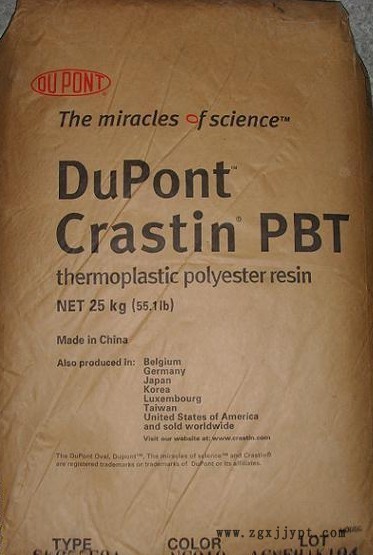 DU PONT
The miracles of science™
DuPont™
Crastin® PBT
thermoplastic polyester resin
NET 25 kg (55.1lb)
Made in China
Also produced in: Belgium
Germany
Japan
Korea
Luxembourg
Taiwan
United States of America
and sold worldwide
Visit our website at: www.crastin.com
The DuPont Oval, Dupont™, The miracles of science™ and Crastin®
are registered trademarks or trademarks of DuPont or its affiliates.
www.zgxjjypt.com
TYPE COLOR LOT